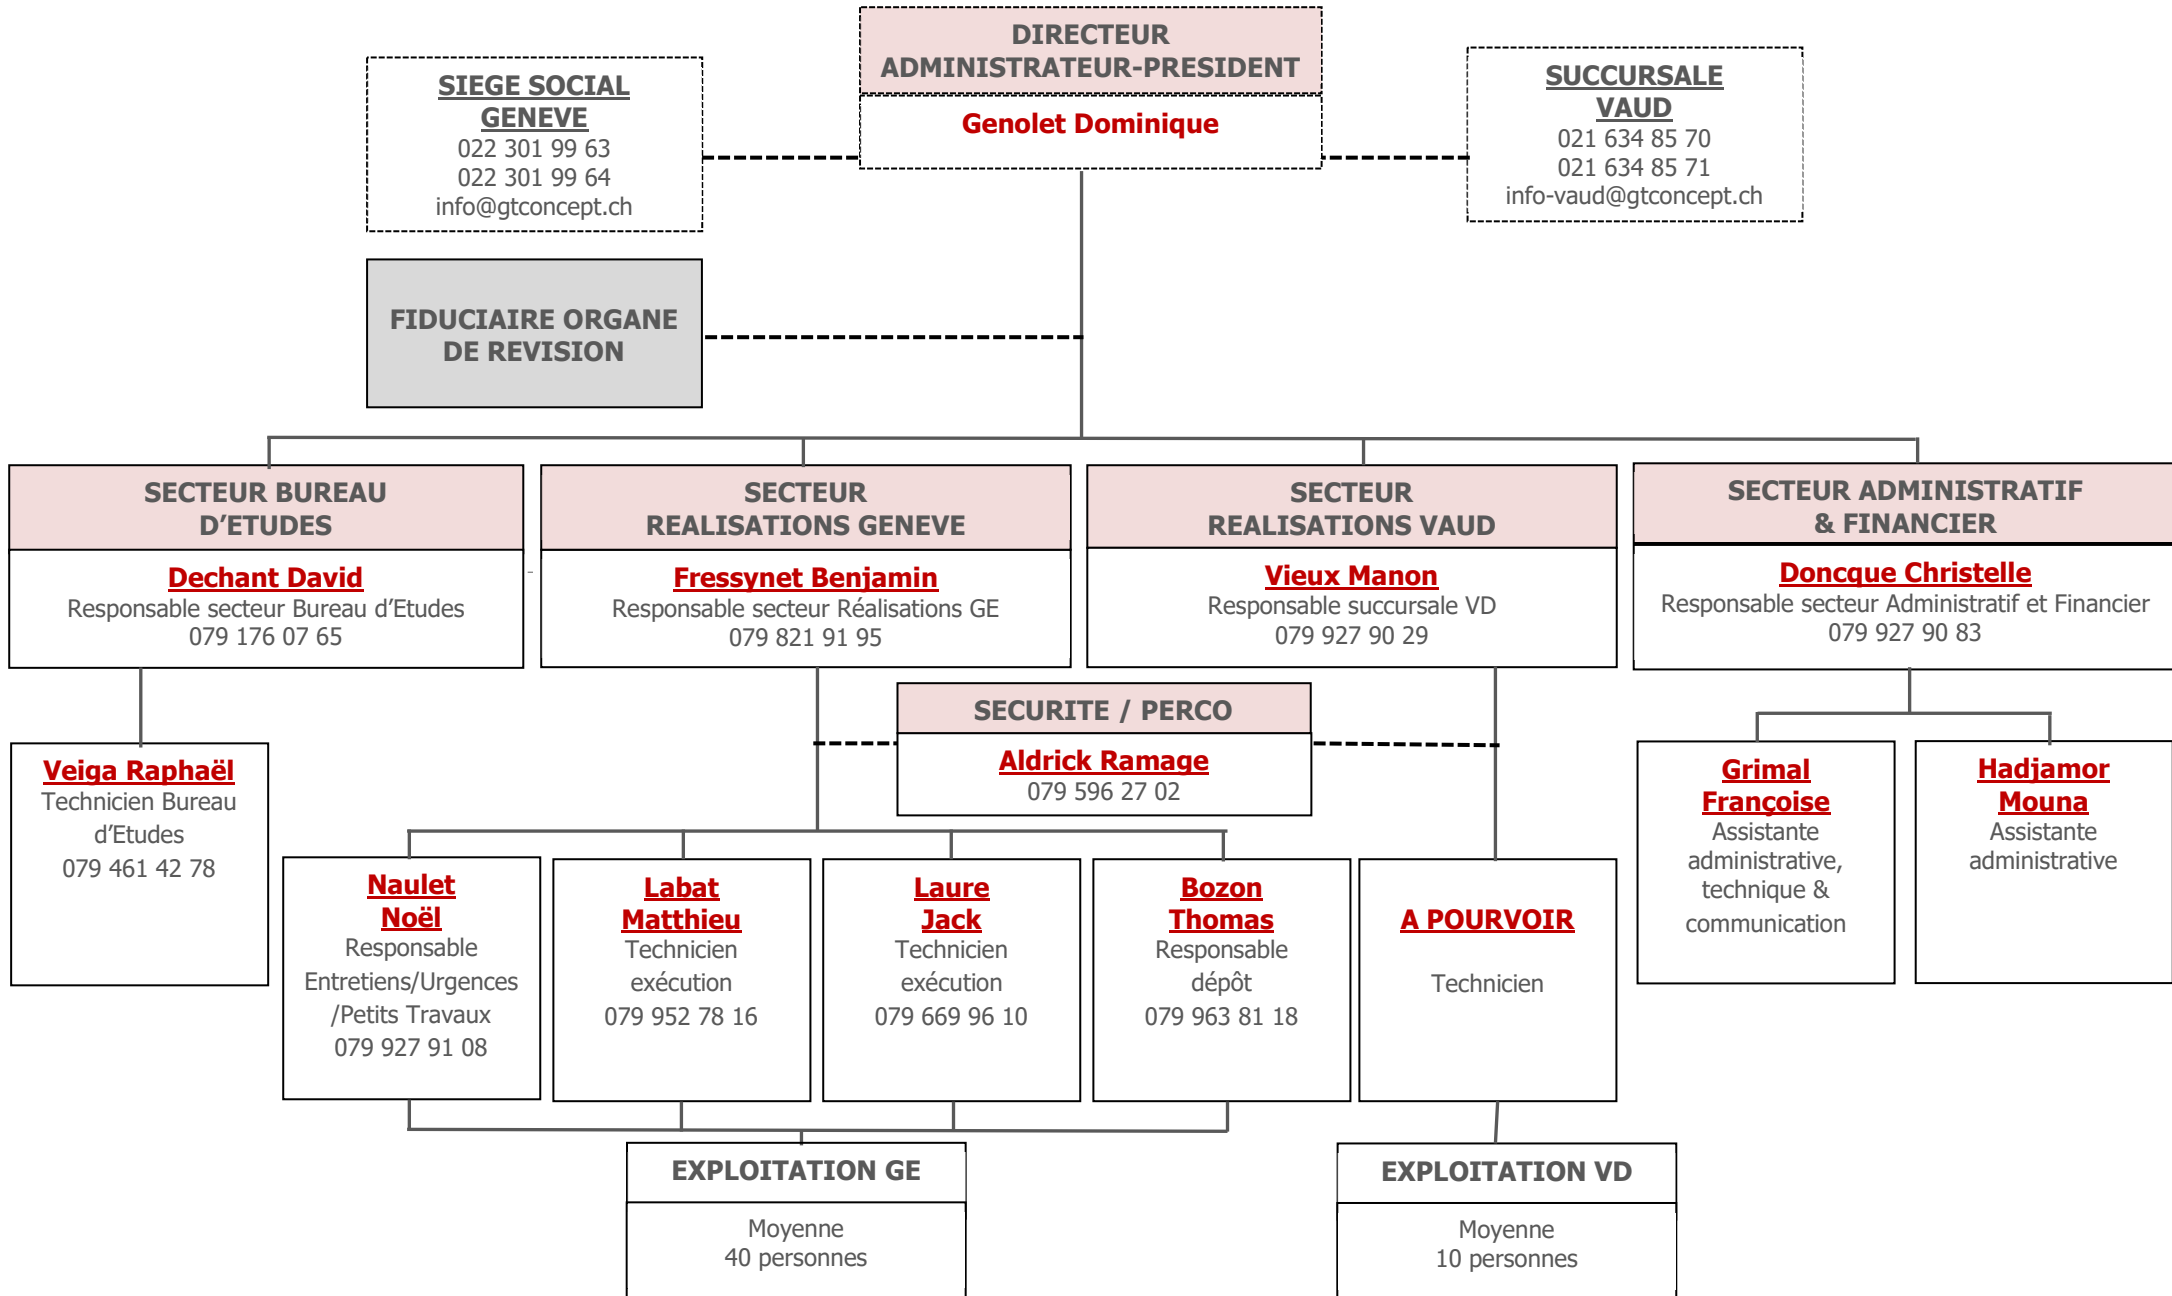 DIRECTEUR
ADMINISTRATEUR-PRESIDENT
Genolet Dominique
SIEGE SOCIAL
GENEVE
022 301 99 63
022 301 99 64
info@gtconcept.ch
SUCCURSALE
VAUD
021 634 85 70
021 634 85 71
info-vaud@gtconcept.ch
FIDUCIAIRE ORGANE
DE REVISION
SECTEUR BUREAU
D’ETUDES
Dechant David
Responsable secteur Bureau d’Etudes
079 176 07 65
SECTEUR
REALISATIONS GENEVE
Fressynet Benjamin
Responsable secteur Réalisations GE
079 821 91 95
SECTEUR
REALISATIONS VAUD
Vieux Manon
Responsable succursale VD
079 927 90 29
SECTEUR ADMINISTRATIF
& FINANCIER
Doncque Christelle
Responsable secteur Administratif et Financier
079 927 90 83
SECURITE / PERCO
Aldrick Ramage
079 596 27 02
Veiga Raphaël
Technicien Bureau
d’Etudes
079 461 42 78
Naulet
Noël
Responsable
Entretiens/Urgences
/Petits Travaux
079 927 91 08
Labat
Matthieu
Technicien
exécution
079 952 78 16
Laure
Jack
Technicien
exécution
079 669 96 10
Bozon
Thomas
Responsable
dépôt
079 963 81 18
A POURVOIR
Technicien
Grimal
Françoise
Assistante
administrative,
technique &
communication
Hadjamor
Mouna
Assistante
administrative
EXPLOITATION GE
Moyenne
40 personnes
EXPLOITATION VD
Moyenne
10 personnes